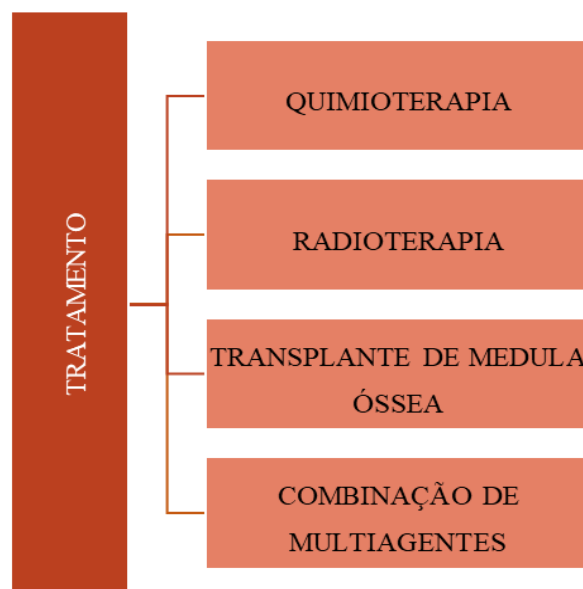 TRATAMENTO
QUIMIOTERAPIA
RADIOTERAPIA
TRANSPLANTE DE MEDULA
ÓSSEA
COMBINAÇÃO DE
MULTIAGENTES